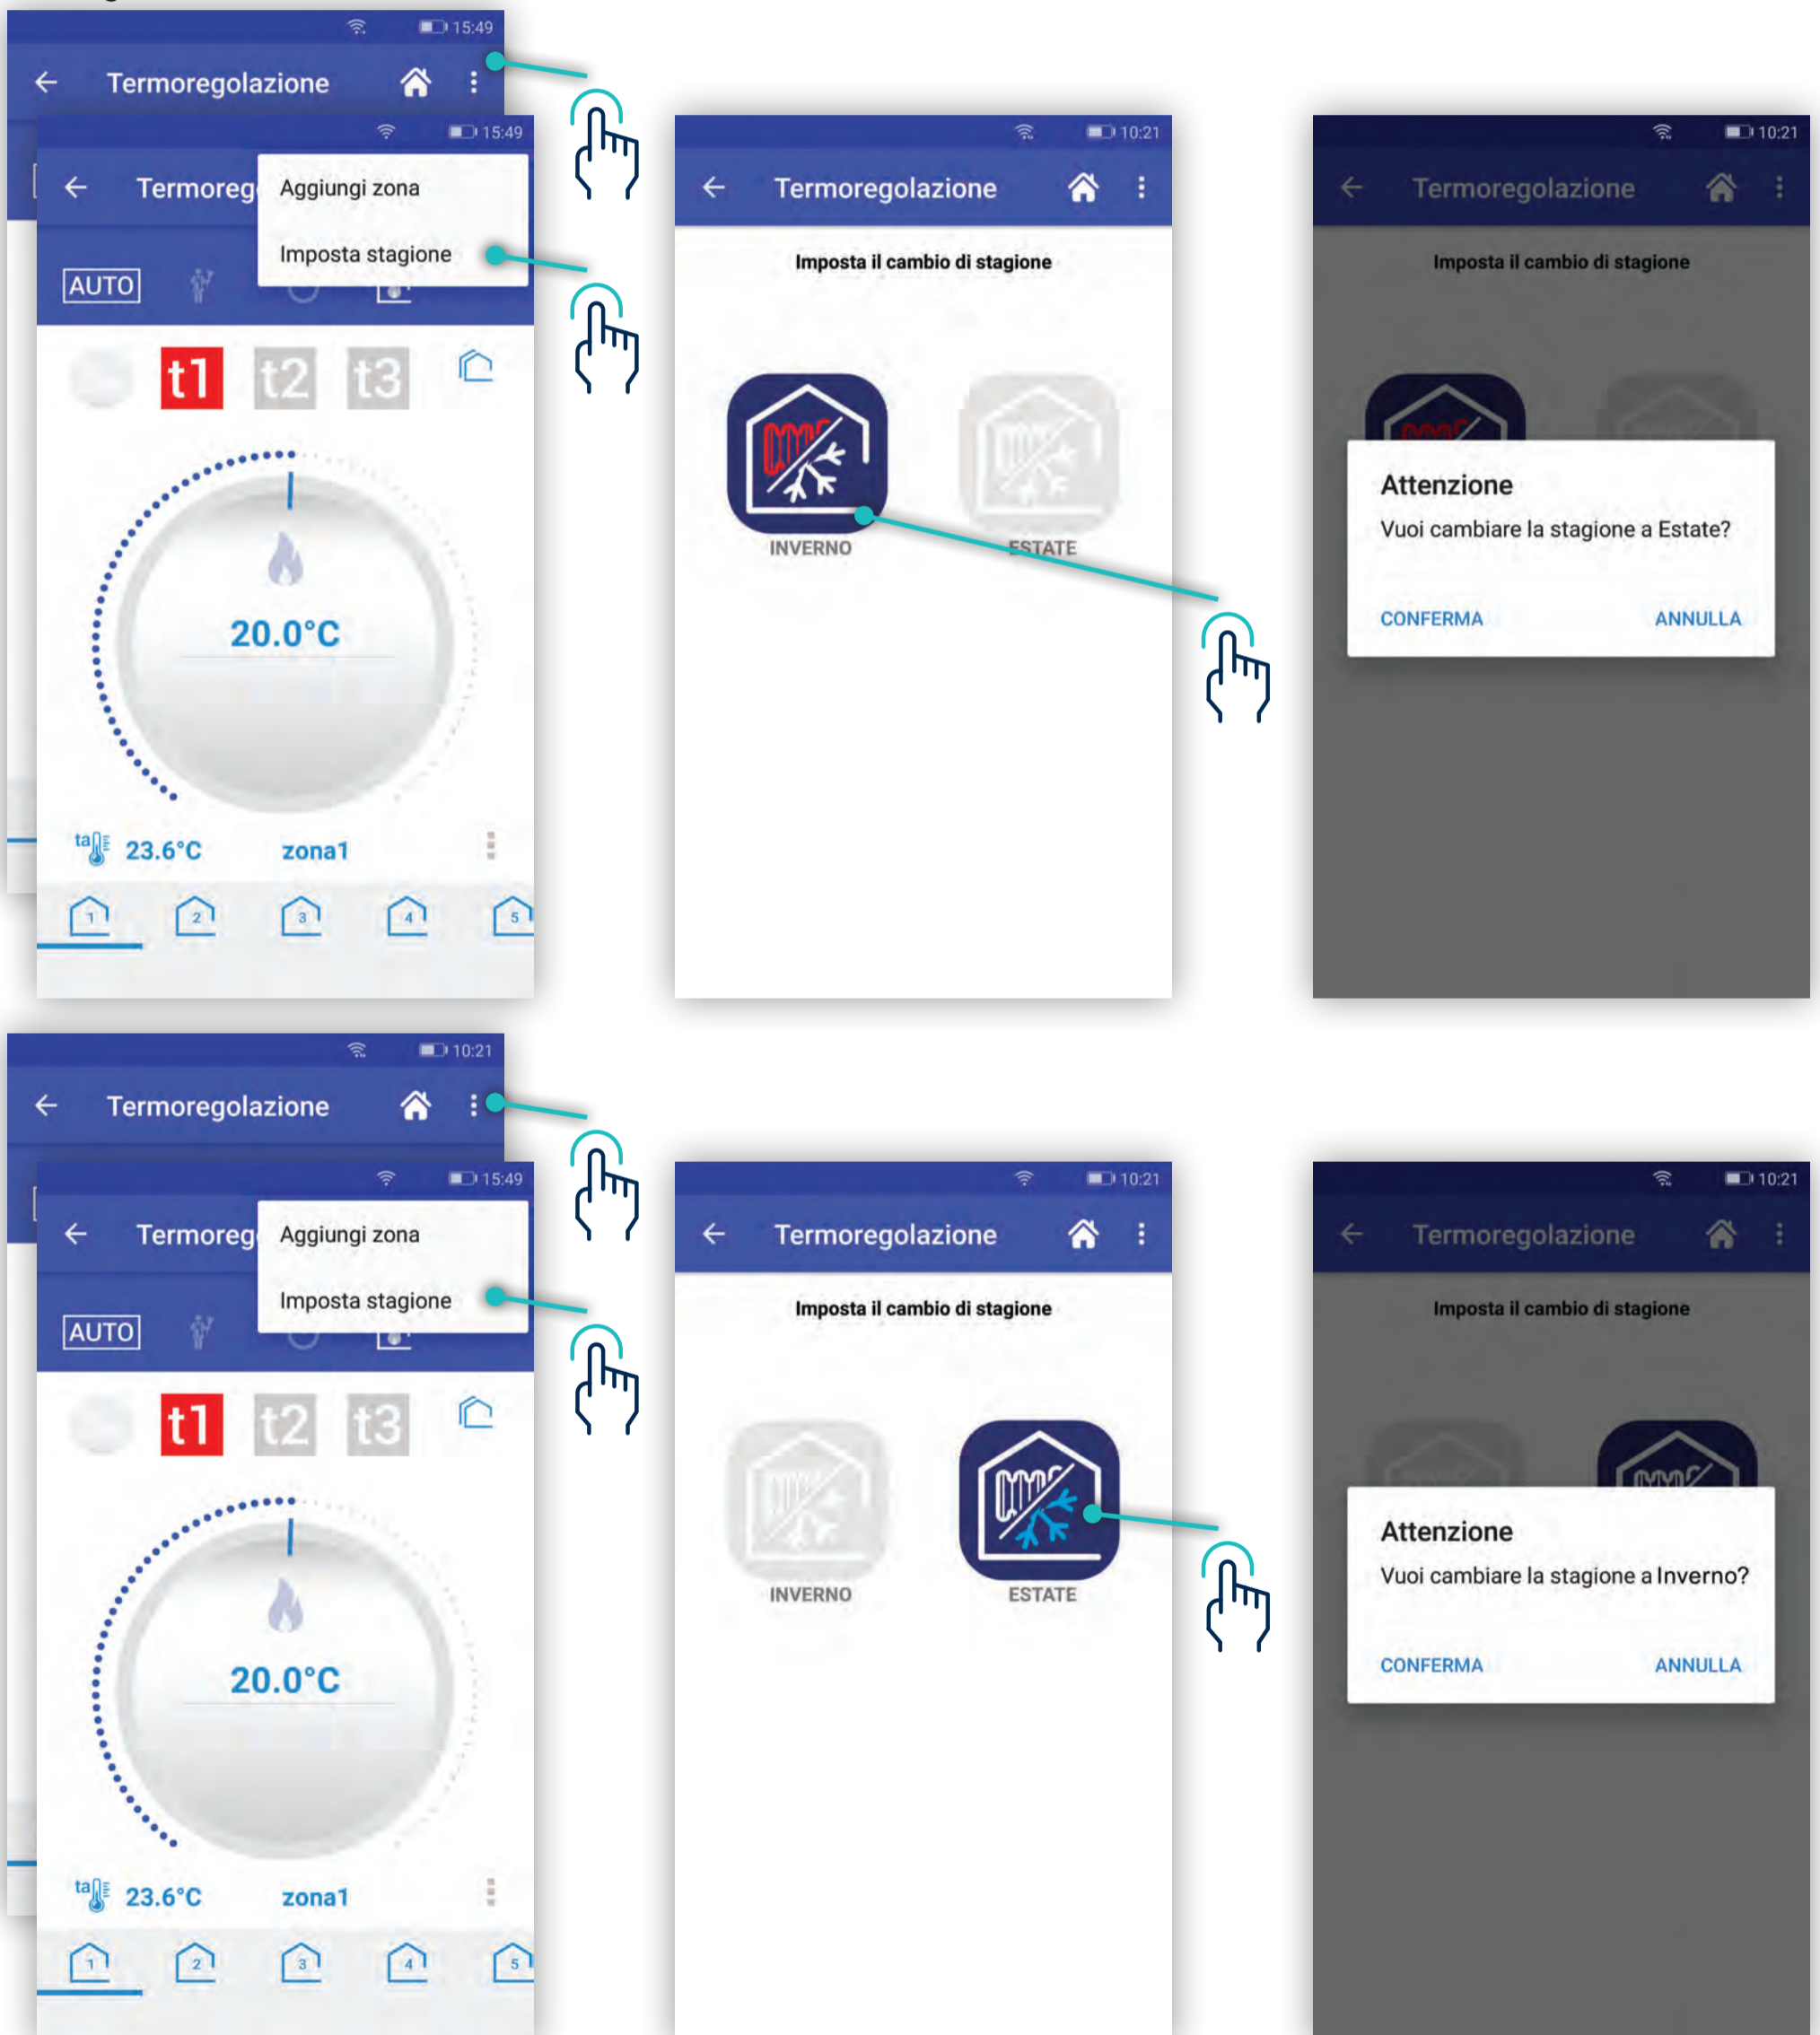 15:49
Termoregolazione
15:49
Termoreg
Aggiungi zona
Imposta stagione
AUTO
t1 t2 t3
20.0°C
ta 23.6°C zona1
1 2 3 4 5
10:21
Termoregolazione
Imposta il cambio di stagione
INVERNO ESTATE
10:21
Termoregolazione
Imposta il cambio di stagione
Attenzione
Vuoi cambiare la stagione a Estate?
CONFERMA ANNULLA
10:21
Termoregolazione
15:49
Termoreg
Aggiungi zona
Imposta stagione
AUTO
t1 t2 t3
20.0°C
ta 23.6°C zona1
1 2 3 4 5
10:21
Termoregolazione
Imposta il cambio di stagione
INVERNO ESTATE
10:21
Termoregolazione
Imposta il cambio di stagione
Attenzione
Vuoi cambiare la stagione a Inverno?
CONFERMA ANNULLA